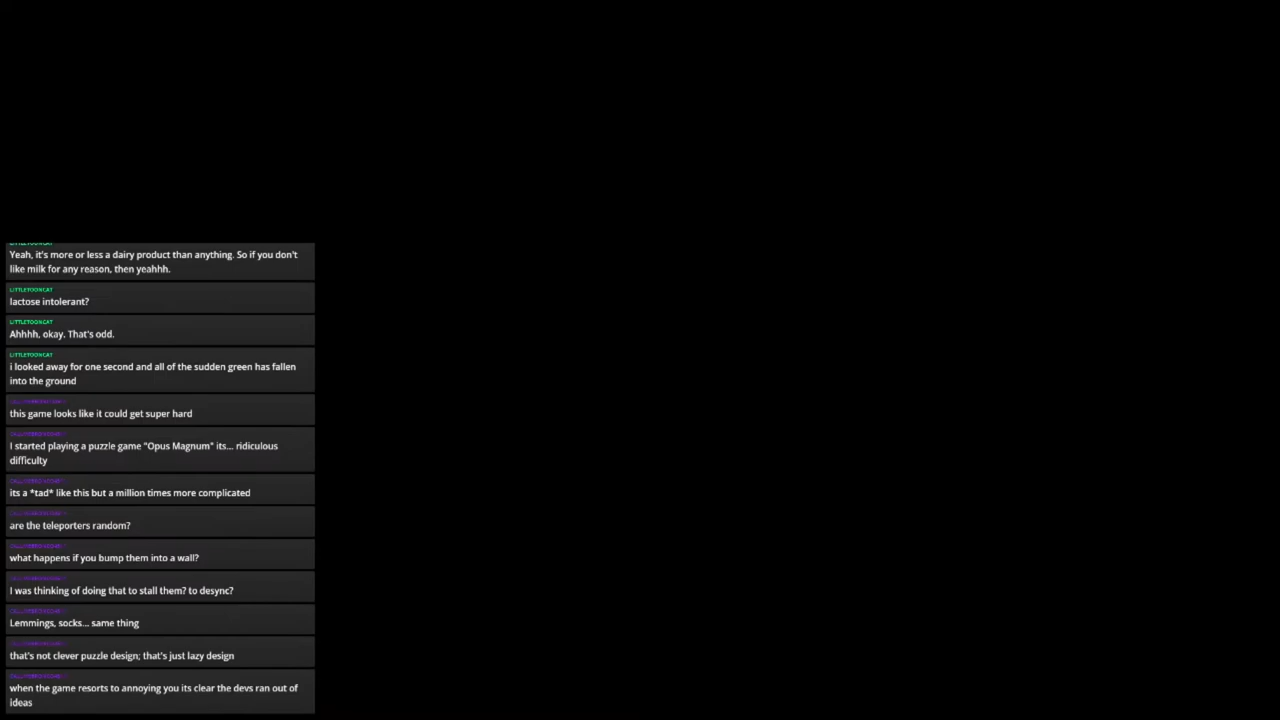 LITTLETOONCAT
Yeah, it's more or less a dairy product than anything. So if you don't
like milk for any reason, then yeahhh.
LITTLETOONCAT
lactose intolerant?
LITTLETOONCAT
Ahhhh, okay. That's odd.
LITTLETOONCAT
i looked away for one second and all of the sudden green has fallen
into the ground
this game looks like it could get super hard
I started playing a puzzle game "Opus Magnum" its... ridiculous
difficulty
its a *tad* like this but a million times more complicated
are the teleporters random?
what happens if you bump them into a wall?
I was thinking of doing that to stall them? to desync?
Lemmings, socks... same thing
that's not clever puzzle design; that's just lazy design
when the game resorts to annoying you its clear the devs ran out of
ideas